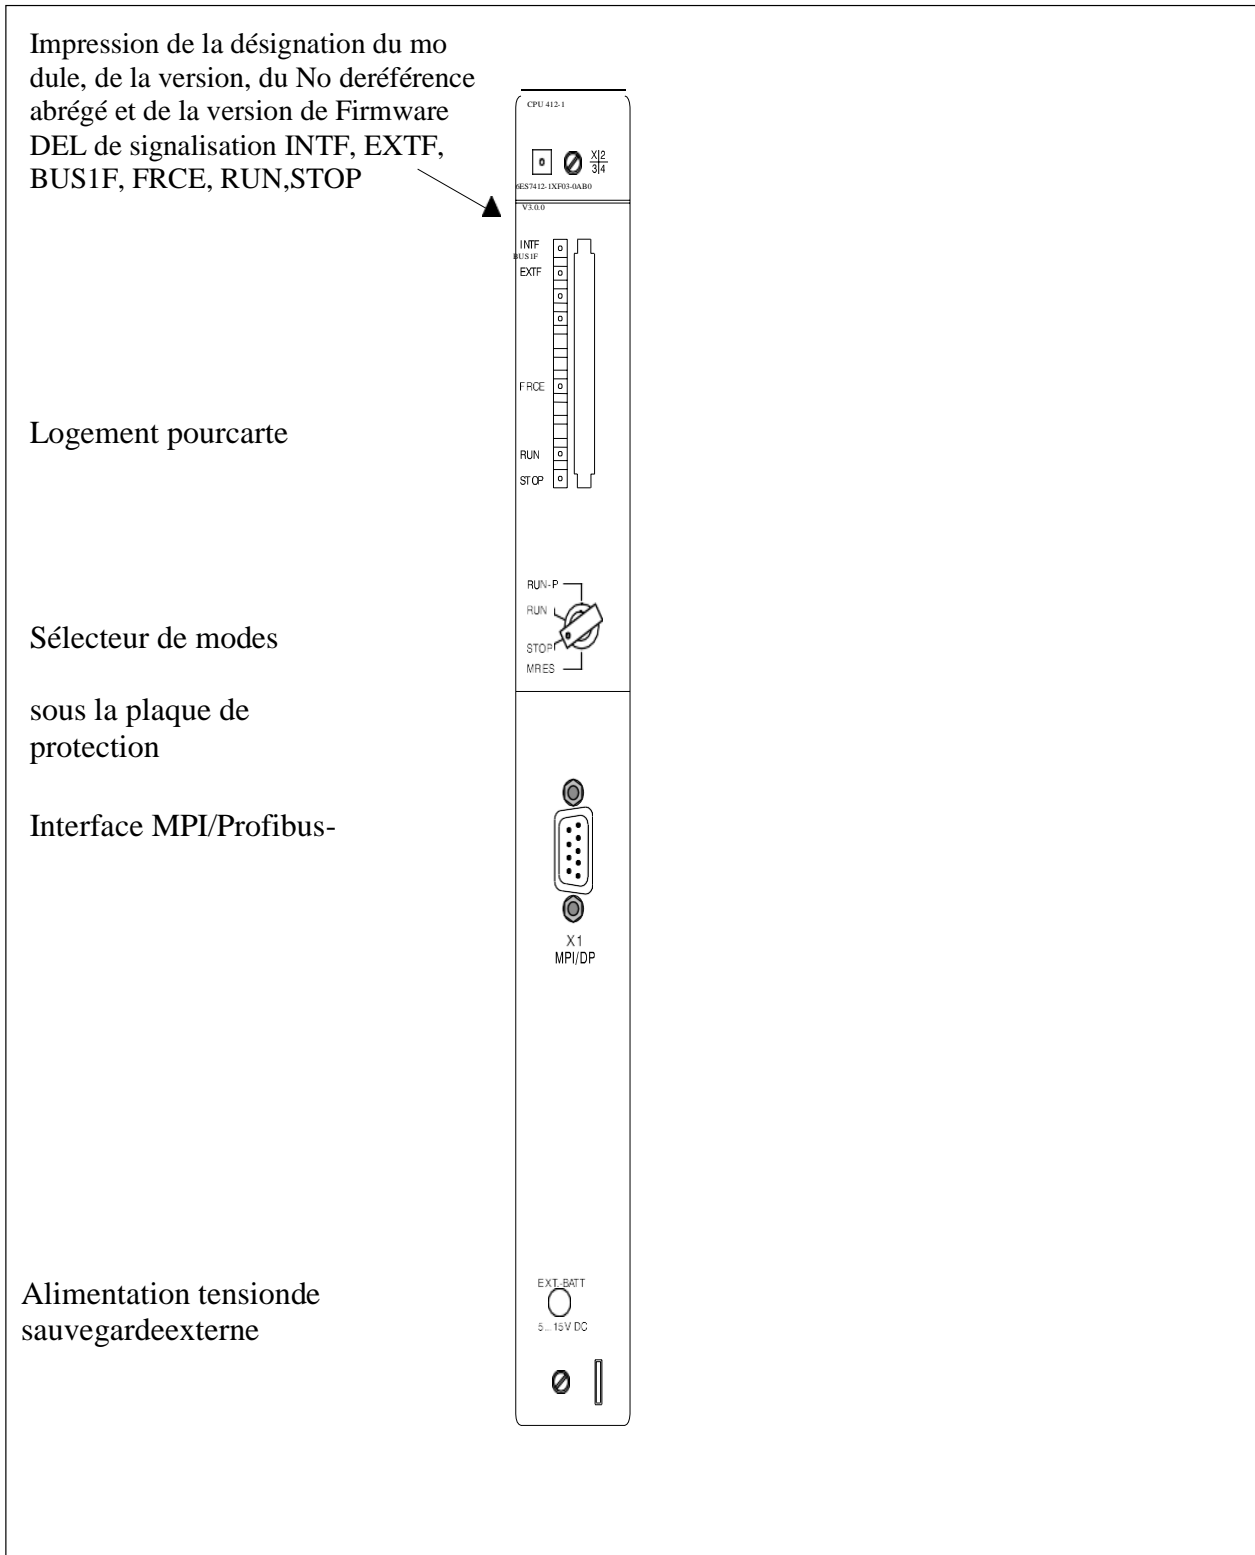 Impression de la désignation du mo
dule, de la version, du No deréférence
abrégé et de la version de Firmware
DEL de signalisation INTF, EXTF,
BUS1F, FRCE, RUN,STOP
CPU 412-1
X 2
3 4
6ES7412-1XF03-0AB0
V3.0.0
INTF
BUS1F
EXTF
FRCE
Logement pourcarte
RUN
STOP
RUN-P
RUN
Sélecteur de modes
STOP
MRES
sous la plaque de
protection
Interface MPI/Profibus-
X1
MPI/DP
EXT.-BATT
Alimentation tensionde
sauvegardeexterne
5...15V DC